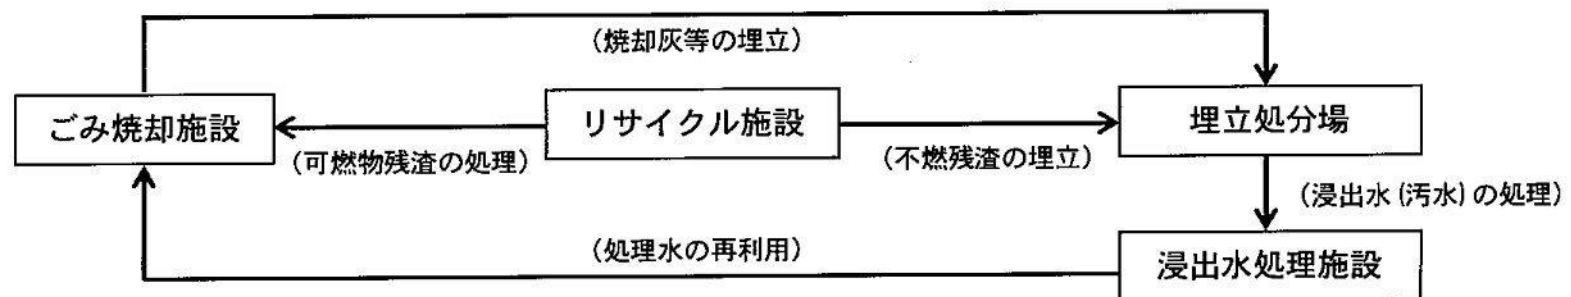 （焼却灰等の埋立）
ごみ焼却施設
リサイクル施設
埋立処分場
（可燃物残渣の処理）
（不燃残渣の埋立）
（浸出水(汚水)の処理）
（処理水の再利用）
浸出水処理施設